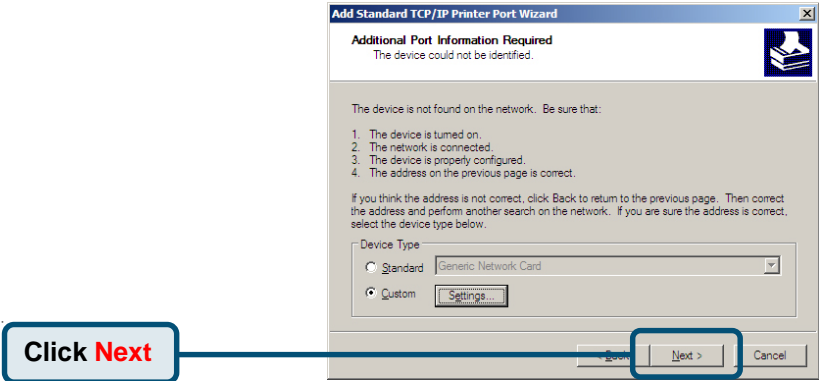 Add Standard TCP/IP Printer Port Wizard
Additional Port Information Required
The device could not be identified.
The device is not found on the network. Be sure that:
1. The device is turned on.
2. The network is connected.
3. The device is properly configured.
4. The address on the previous page is correct.
If you think the address is not correct, click Back to return to the previous page. Then correct
the address and perform another search on the network. If you are sure the address is correct,
select the device type below.
Device Type
Standard Generic Network Card
Custom Settings...
Click Next
< Back Next > Cancel